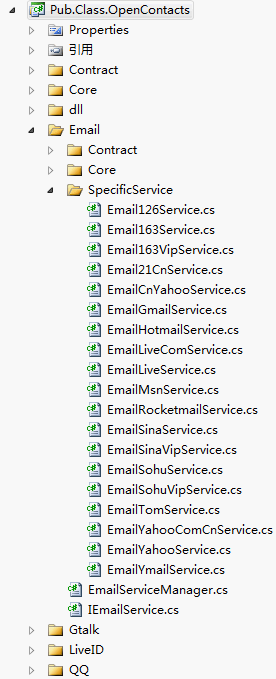 Pub.Class.OpenContacts
Properties
引用
Contract
Core
dll
Email
Contract
Core
SpecificService
Email126Service.cs
Email163Service.cs
Email163VipService.cs
Email21CnService.cs
EmailCnYahooService.cs
EmailGmailService.cs
EmailHotmailService.cs
EmailLiveComService.cs
EmailLiveService.cs
EmailMsnService.cs
EmailRocketmailService.cs
EmailSinaService.cs
EmailSinaVipService.cs
EmailSohuService.cs
EmailSohuVipService.cs
EmailTomService.cs
EmailYahooComCnService.cs
EmailYahooService.cs
EmailYmailService.cs
EmailServiceManager.cs
IEmailService.cs
Gtalk
LiveID
QQ